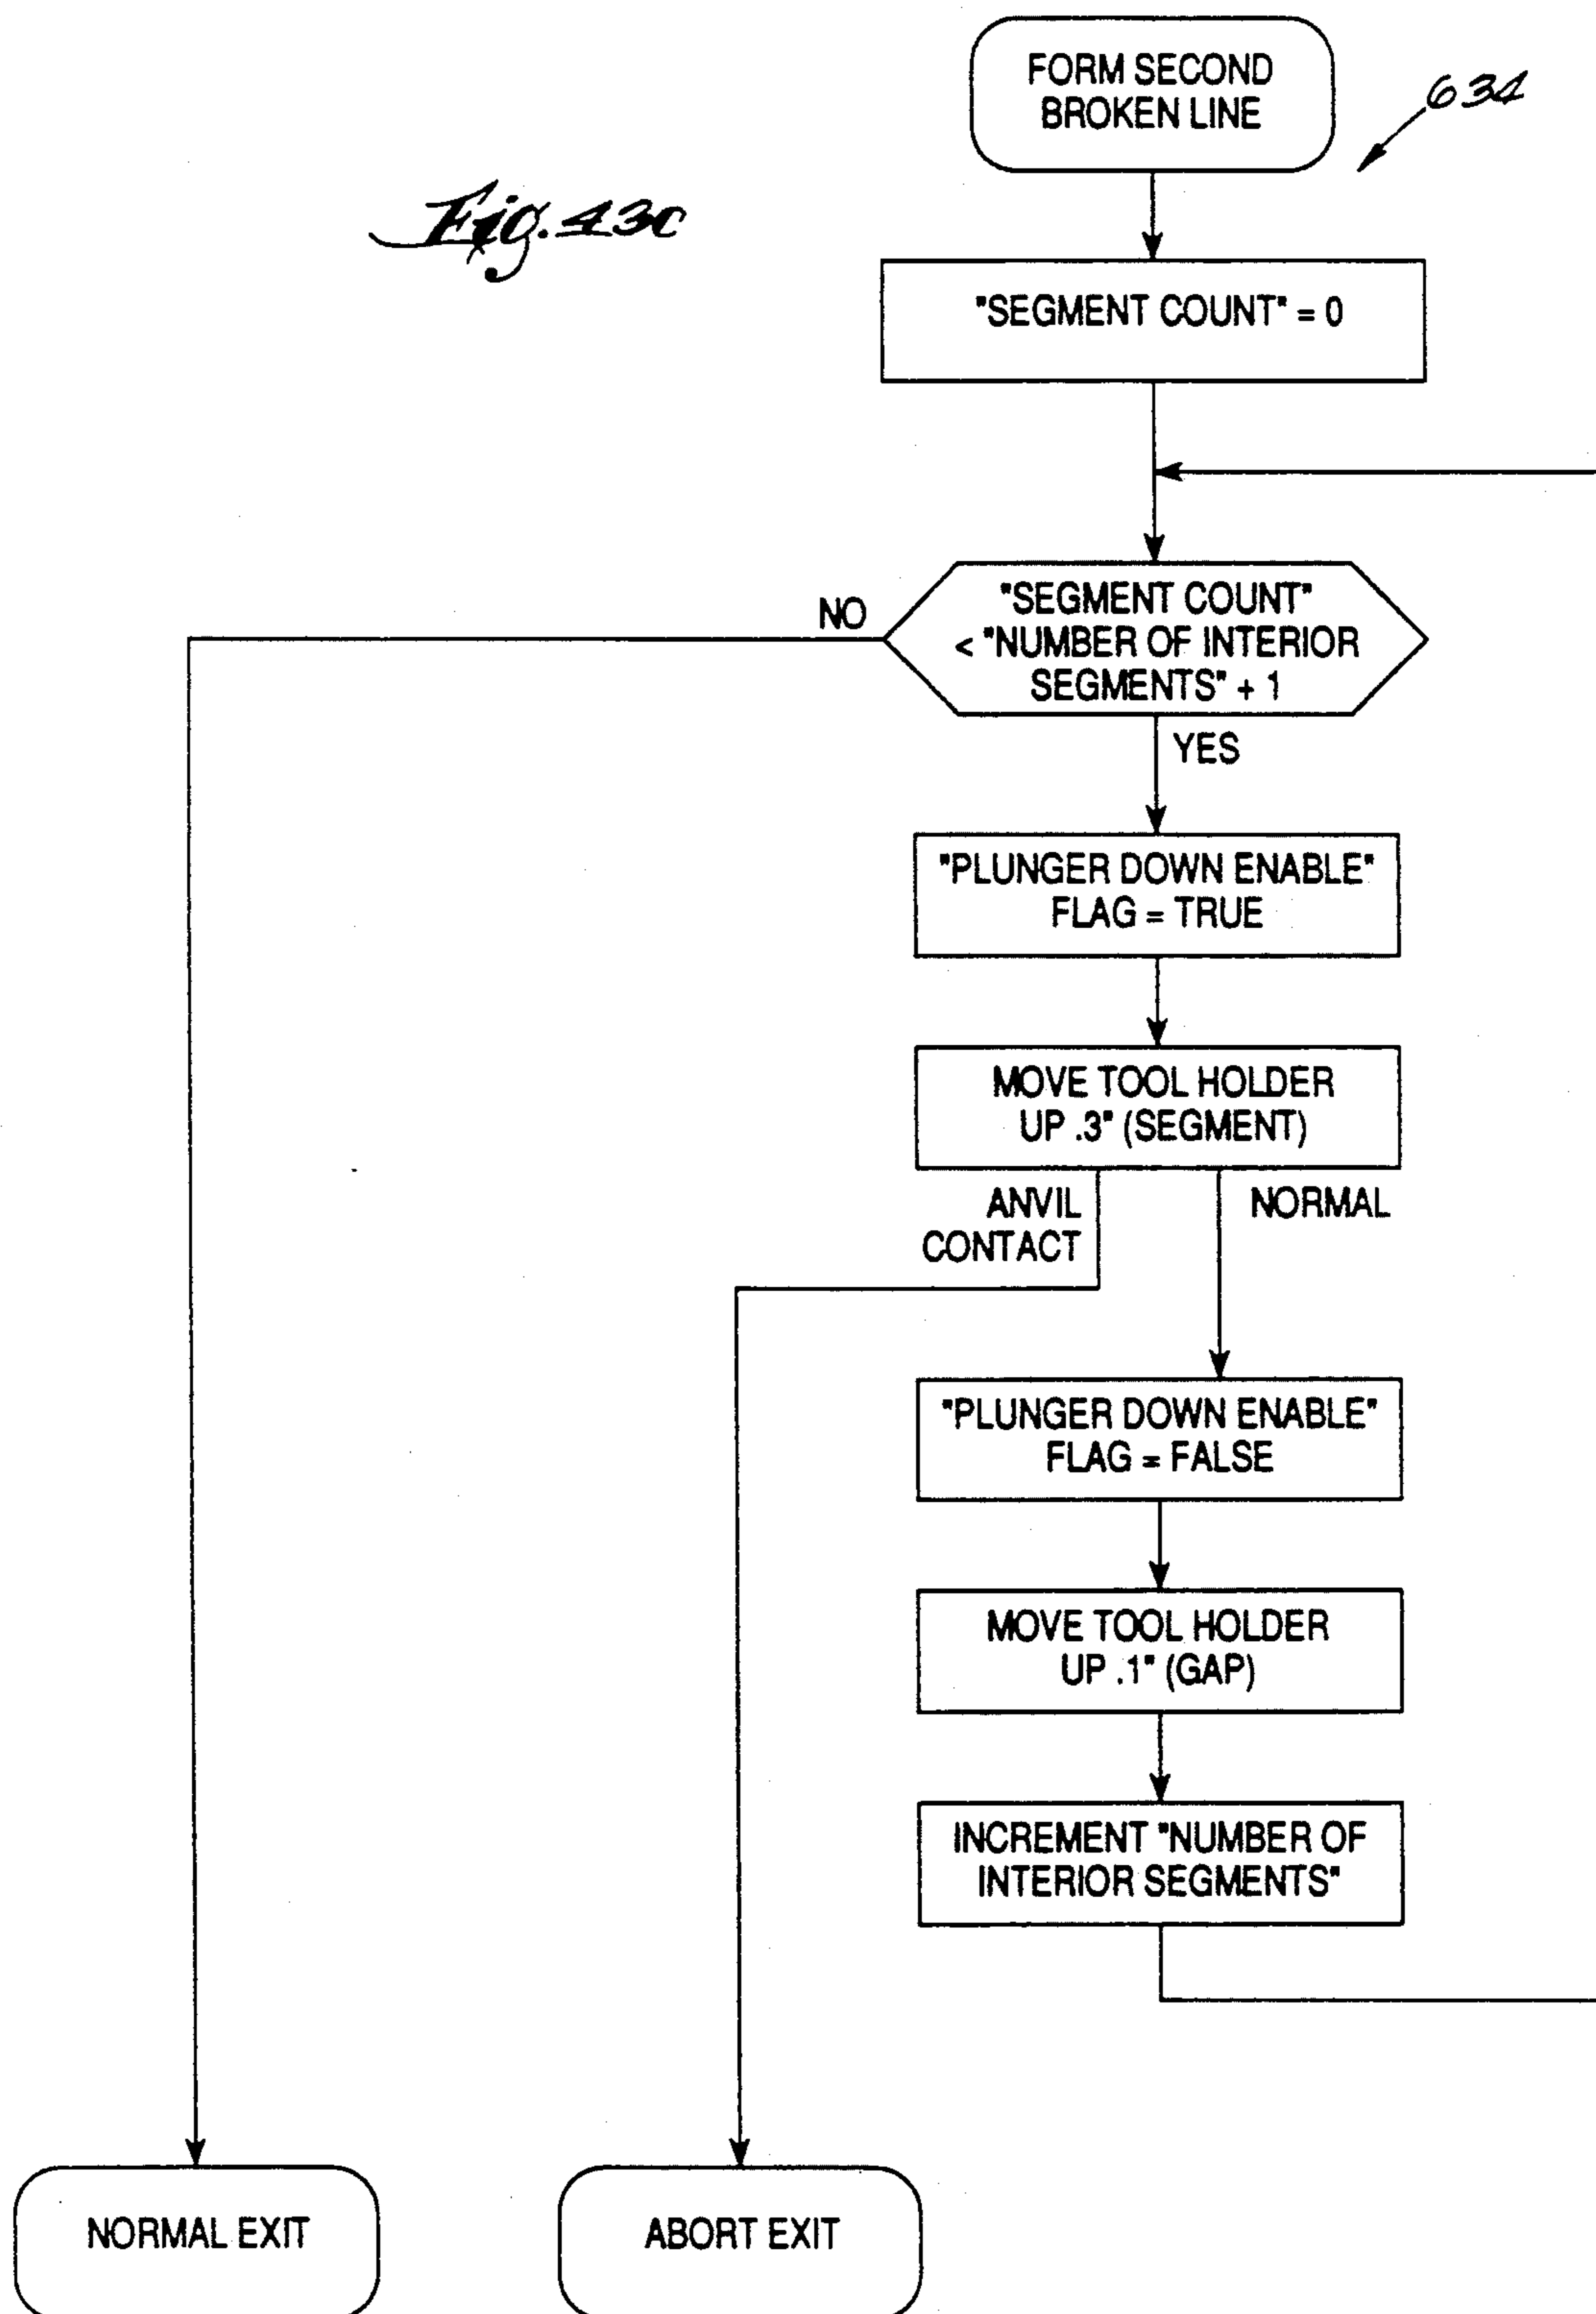 FORM SECOND
BROKEN LINE
634
Fig. 43c
"SEGMENT COUNT" = 0
NO
"SEGMENT COUNT"
< "NUMBER OF INTERIOR
SEGMENTS" + 1
YES
"PLUNGER DOWN ENABLE"
FLAG = TRUE
MOVE TOOL HOLDER
UP .3" (SEGMENT)
ANVIL
CONTACT
NORMAL
"PLUNGER DOWN ENABLE"
FLAG = FALSE
MOVE TOOL HOLDER
UP .1" (GAP)
INCREMENT "NUMBER OF
INTERIOR SEGMENTS"
NORMAL EXIT
ABORT EXIT